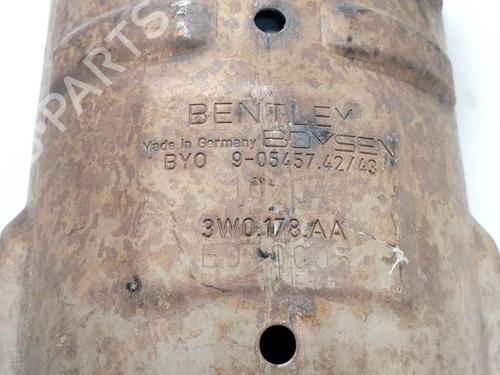 BENTLEY
Made in Germany BOYSEN
BYO 9-05457.42/43
3W0.178.AA